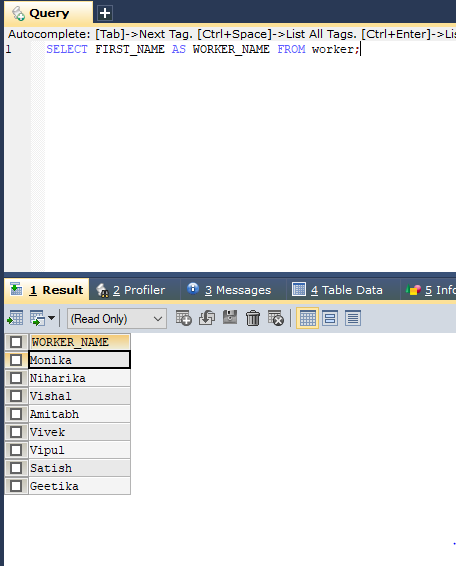 Query
Autocomplete: [Tab]->Next Tag. [Ctrl+Space]->List All Tags. [Ctrl+Enter]->Lis
1 SELECT FIRST_NAME AS WORKER_NAME FROM worker;
1 Result 2 Profiler 3 Messages 4 Table Data 5 Info
(Read Only)
WORKER_NAME
Monika
Niharika
Vishal
Amitabh
Vivek
Vipul
Satish
Geetika